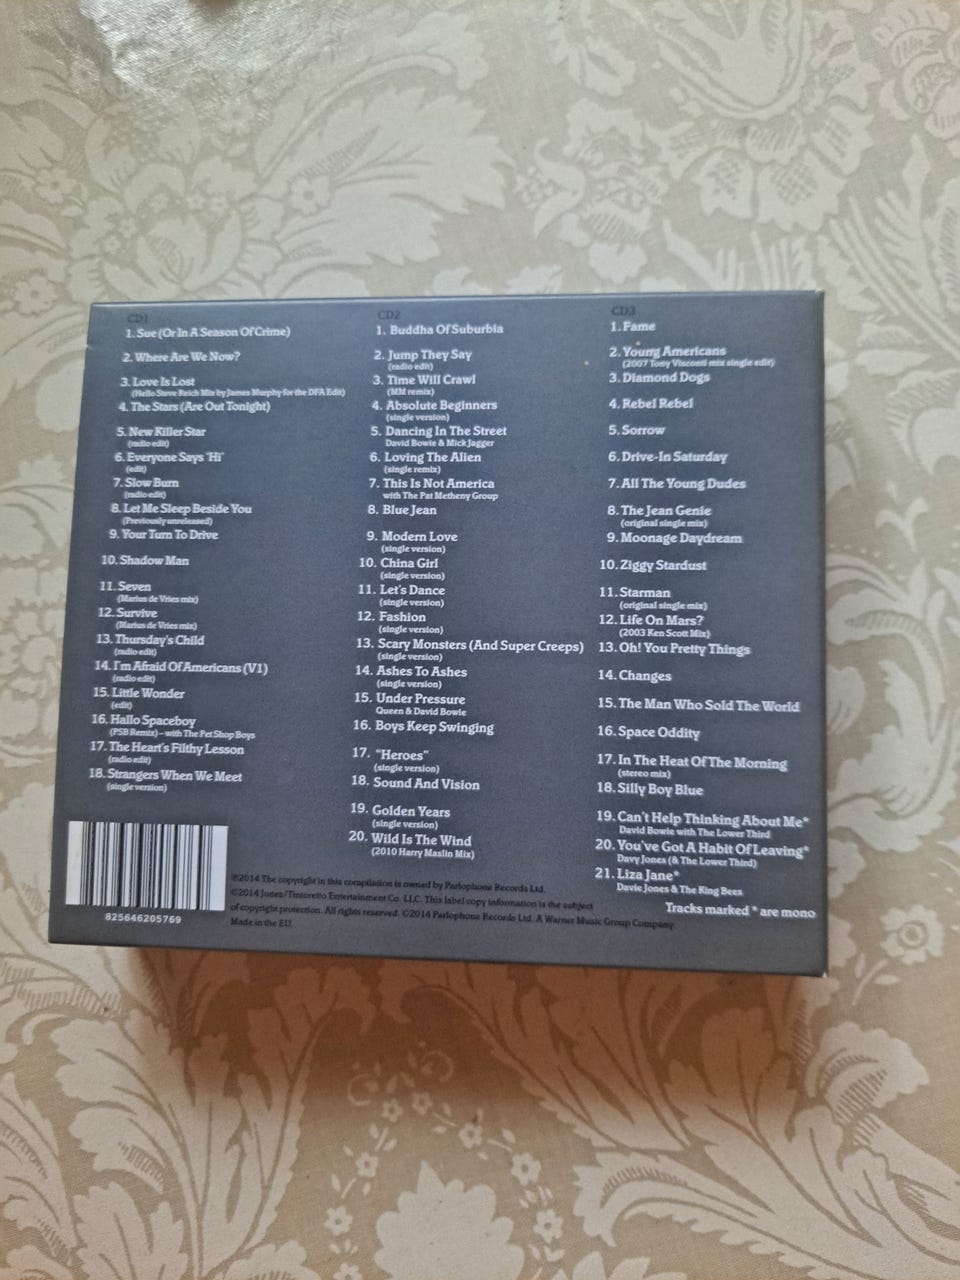 CD1
1. Sue (Or In A Season Of Crime)
2. Where Are We Now?
3. Love Is Lost
(Hello Steve Reich Mix by James Murphy for the DFA Edit)
4. The Stars (Are Out Tonight)
5. New Killer Star
(radio edit)
6. Everyone Says 'Hi'
(edit)
7. Slow Burn
(radio edit)
8. Let Me Sleep Beside You
(Previously unreleased)
9. Your Turn To Drive
10. Shadow Man
11. Seven
(Marius de Vries mix)
12. Survive
(Marius de Vries mix)
13. Thursday's Child
(radio edit)
14. I'm Afraid Of Americans (V1)
(radio edit)
15. Little Wonder
(edit)
16. Hallo Spaceboy
(PSB Remix) – with The Pet Shop Boys
17. The Heart's Filthy Lesson
(radio edit)
18. Strangers When We Meet
(single version)
CD2
1. Buddha Of Suburbia
2. Jump They Say
(radio edit)
3. Time Will Crawl
(MM remix)
4. Absolute Beginners
(single version)
5. Dancing In The Street
David Bowie & Mick Jagger
6. Loving The Alien
(single remix)
7. This Is Not America
with The Pat Metheny Group
8. Blue Jean
9. Modern Love
(single version)
10. China Girl
(single version)
11. Let's Dance
(single version)
12. Fashion
(single version)
13. Scary Monsters (And Super Creeps)
(single version)
14. Ashes To Ashes
(single version)
15. Under Pressure
Queen & David Bowie
16. Boys Keep Swinging
17. "Heroes"
(single version)
18. Sound And Vision
19. Golden Years
(single version)
20. Wild Is The Wind
(2010 Harry Maslin Mix)
CD3
1. Fame
2. Young Americans
(2007 Tony Visconti mix single edit)
3. Diamond Dogs
4. Rebel Rebel
5. Sorrow
6. Drive-In Saturday
7. All The Young Dudes
8. The Jean Genie
(original single mix)
9. Moonage Daydream
10. Ziggy Stardust
11. Starman
(original single mix)
12. Life On Mars?
(2003 Ken Scott Mix)
13. Oh! You Pretty Things
14. Changes
15. The Man Who Sold The World
16. Space Oddity
17. In The Heat Of The Morning
(stereo mix)
18. Silly Boy Blue
19. Can't Help Thinking About Me*
David Bowie with The Lower Third
20. You've Got A Habit Of Leaving*
Davy Jones (& The Lower Third)
21. Liza Jane*
Davie Jones & The King Bees
Tracks marked * are mono
825646205769
℗2014 The copyright in this compilation is owned by Parlophone Records Ltd.
©2014 Jones/Tintoretto Entertainment Co. LLC. This label copy information is the subject
of copyright protection. All rights reserved. ©2014 Parlophone Records Ltd. A Warner Music Group Company.
Made in the EU.